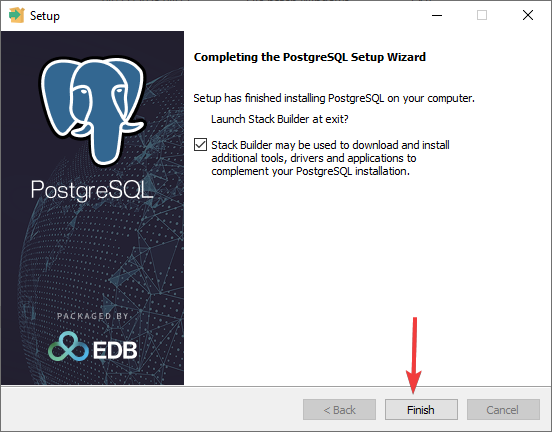 Setup
Completing the PostgreSQL Setup Wizard
Setup has finished installing PostgreSQL on your computer.
Launch Stack Builder at exit?
Stack Builder may be used to download and install
additional tools, drivers and applications to
complement your PostgreSQL installation.
PostgreSQL
PACKAGED BY
EDB
< Back
Finish
Cancel